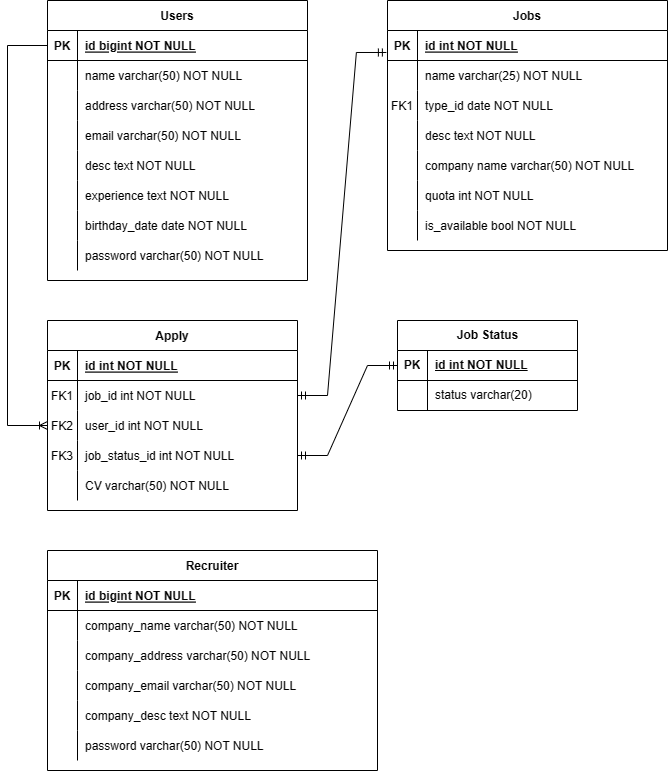 Users
PK id bigint NOT NULL
name varchar(50) NOT NULL
address varchar(50) NOT NULL
email varchar(50) NOT NULL
desc text NOT NULL
experience text NOT NULL
birthday_date date NOT NULL
password varchar(50) NOT NULL
Jobs
PK id int NOT NULL
name varchar(25) NOT NULL
FK1 type_id date NOT NULL
desc text NOT NULL
company name varchar(50) NOT NULL
quota int NOT NULL
is_available bool NOT NULL
Apply
PK id int NOT NULL
FK1 job_id int NOT NULL
FK2 user_id int NOT NULL
FK3 job_status_id int NOT NULL
CV varchar(50) NOT NULL
Job Status
PK id int NOT NULL
status varchar(20)
Recruiter
PK id bigint NOT NULL
company_name varchar(50) NOT NULL
company_address varchar(50) NOT NULL
company_email varchar(50) NOT NULL
company_desc text NOT NULL
password varchar(50) NOT NULL